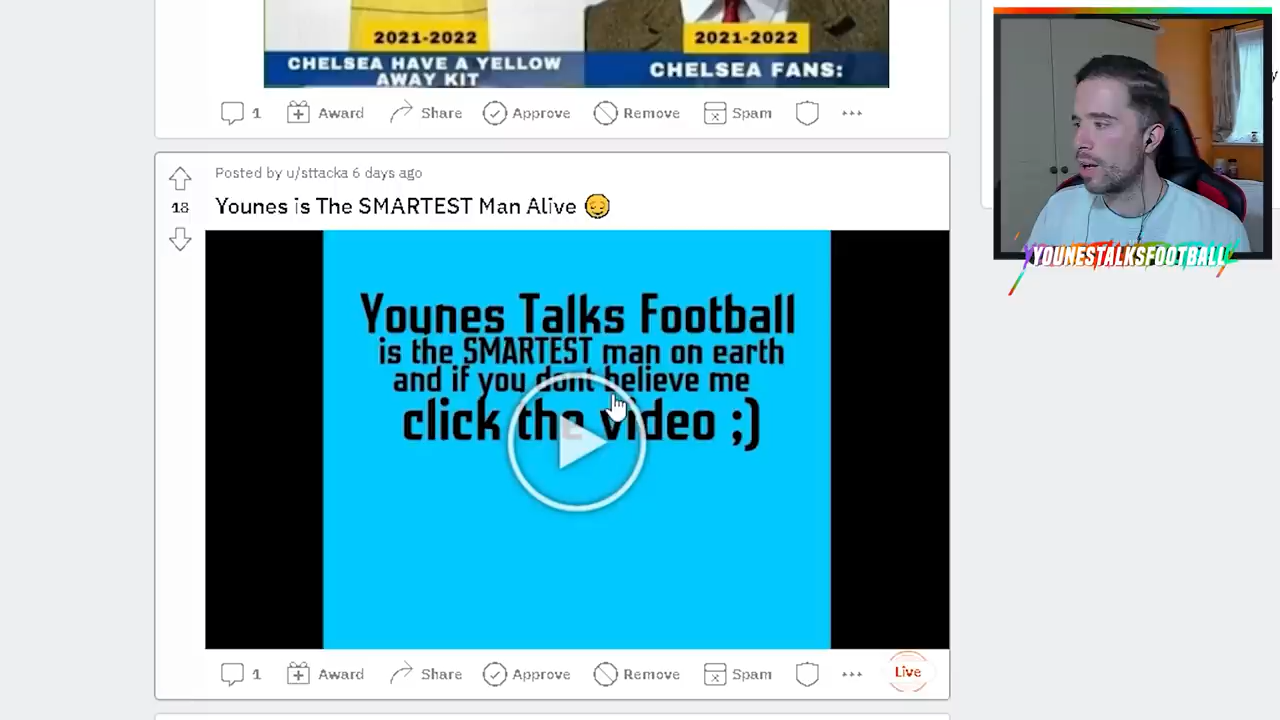 2021-2022
2021-2022
CHELSEA HAVE A YELLOW
AWAY KIT
CHELSEA FANS:
1 Award Share Approve Remove Spam
Posted by u/sttacka 6 days ago
18
Younes is The SMARTEST Man Alive
Younes Talks Football
is the SMARTEST man on earth
and if you dont believe me
click the video ;)
YOUNESTALKSFOOTBALL
1 Award Share Approve Remove Spam
Live